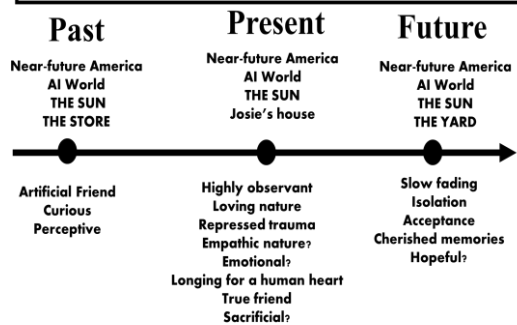 Past
Near-future America
AI World
THE SUN
THE STORE
Artificial Friend
Curious
Perceptive
Present
Near-future America
AI World
THE SUN
Josie's house
Highly observant
Loving nature
Repressed trauma
Empathic nature?
Emotional?
Longing for a human heart
True friend
Sacrificial?
Future
Near-future America
AI World
THE SUN
THE YARD
Slow fading
Isolation
Acceptance
Cherished memories
Hopeful?